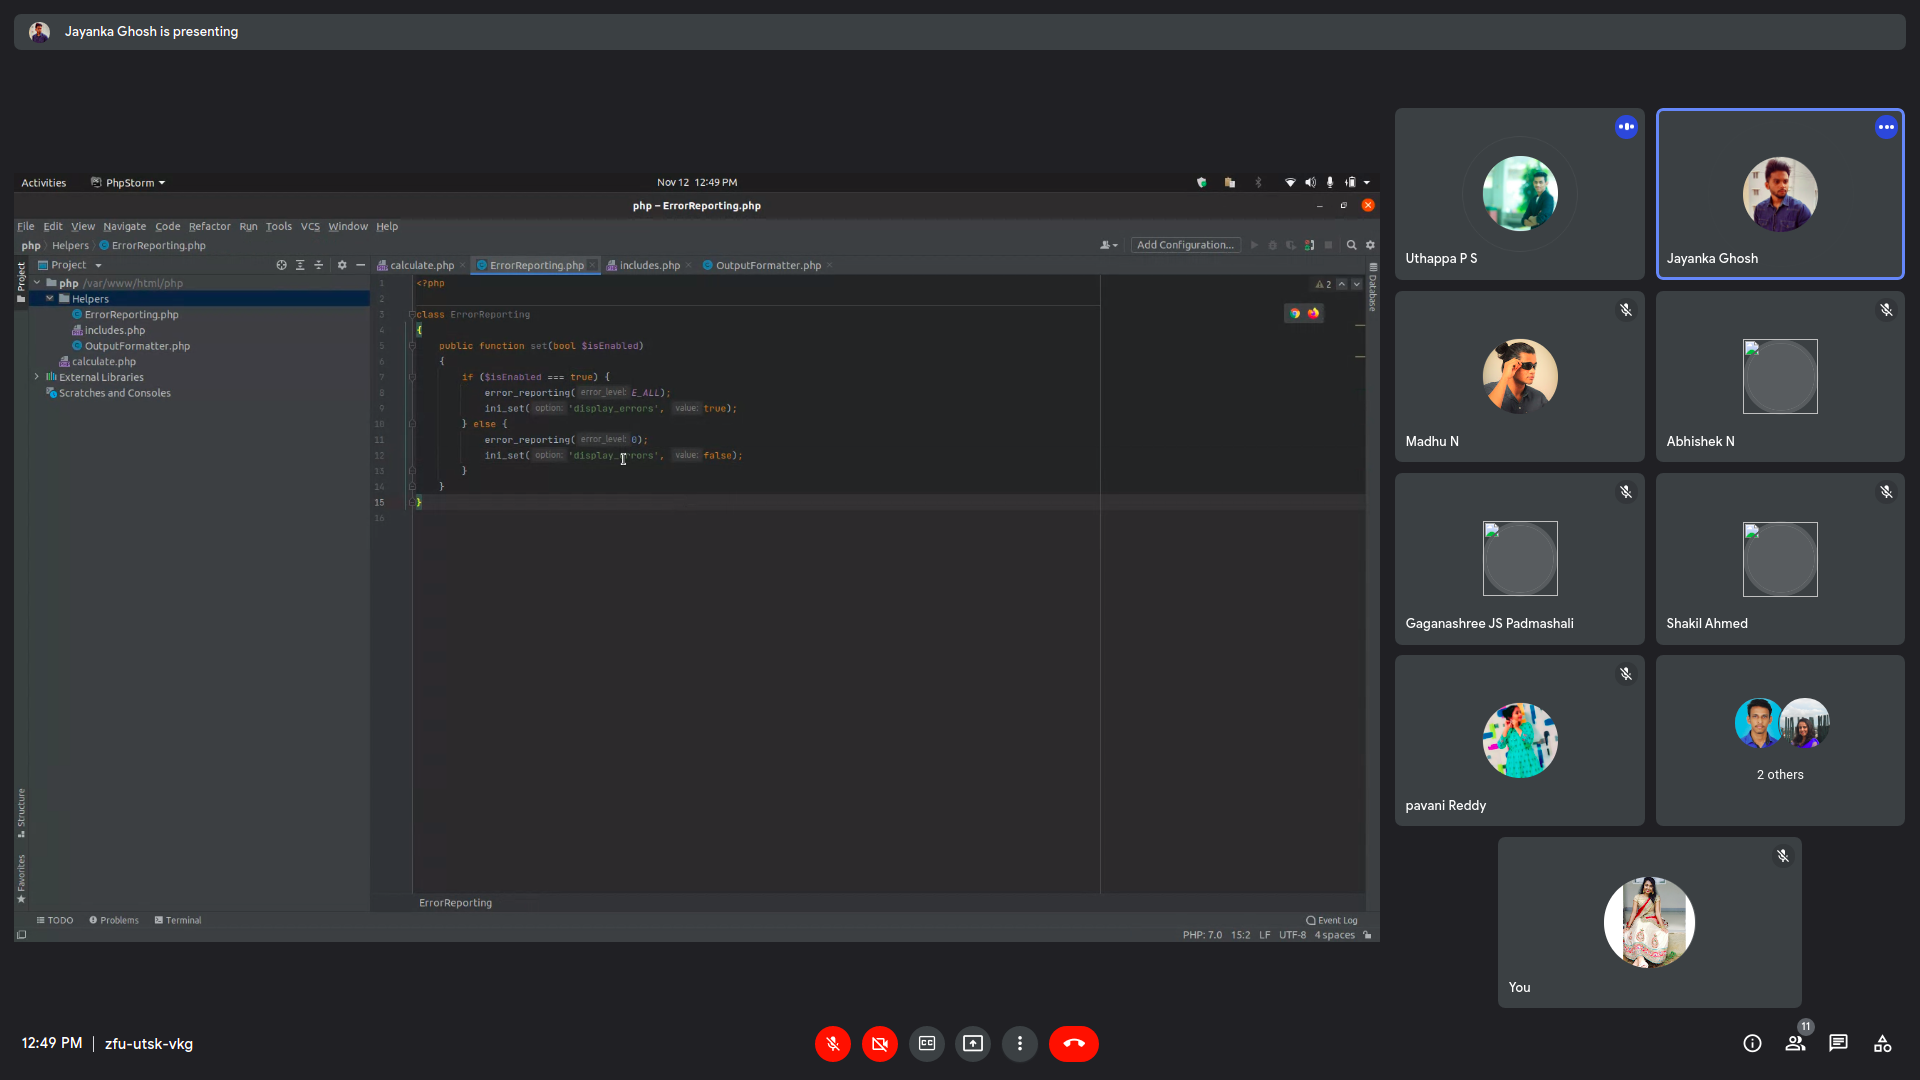 Jayanka Ghosh is presenting
Activities PhpStorm Nov 12 12:49 PM
php – ErrorReporting.php
File Edit View Navigate Code Refactor Run Tools VCS Window Help
php Helpers ErrorReporting.php Add Configuration...
Project
calculate.php ErrorReporting.php includes.php OutputFormatter.php
Project
php /var/www/html/php
Helpers
ErrorReporting.php
includes.php
OutputFormatter.php
calculate.php
External Libraries
Scratches and Consoles
1 <?php
2
3 class ErrorReporting
4 {
5 public function set(bool $isEnabled)
6 {
7 if ($isEnabled === true) {
8 error_reporting( error_level: E_ALL);
9 ini_set( option: 'display_errors', value: true);
10 } else {
11 error_reporting( error_level: 0);
12 ini_set( option: 'display_errors', value: false);
13 }
14 }
15 }
16
2
Database
Structure
Favorites
ErrorReporting
TODO Problems Terminal Event Log
PHP: 7.0 15:2 LF UTF-8 4 spaces
Uthappa P S
Jayanka Ghosh
Madhu N
Abhishek N
Gaganashree JS Padmashali
Shakil Ahmed
pavani Reddy
2 others
You
12:49 PM | zfu-utsk-vkg
11